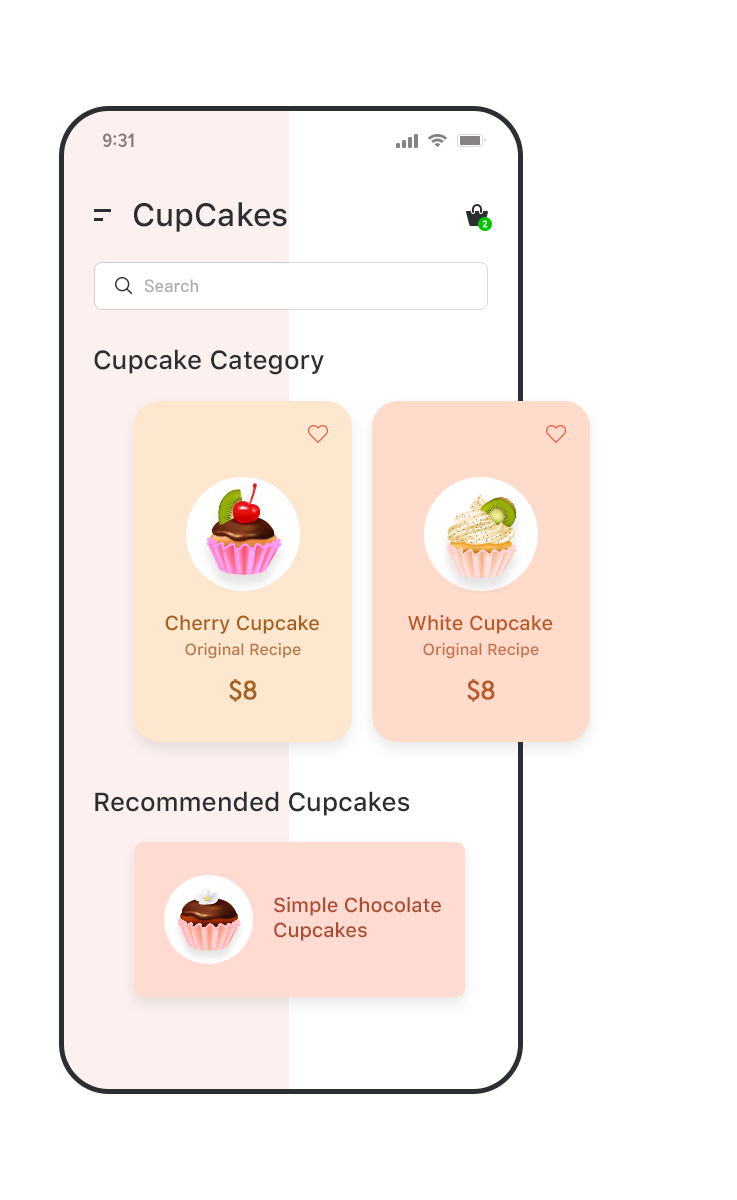 9:31
CupCakes
2
Search
Cupcake Category
Cherry Cupcake
Original Recipe
$8
White Cupcake
Original Recipe
$8
Recommended Cupcakes
Simple Chocolate
Cupcakes